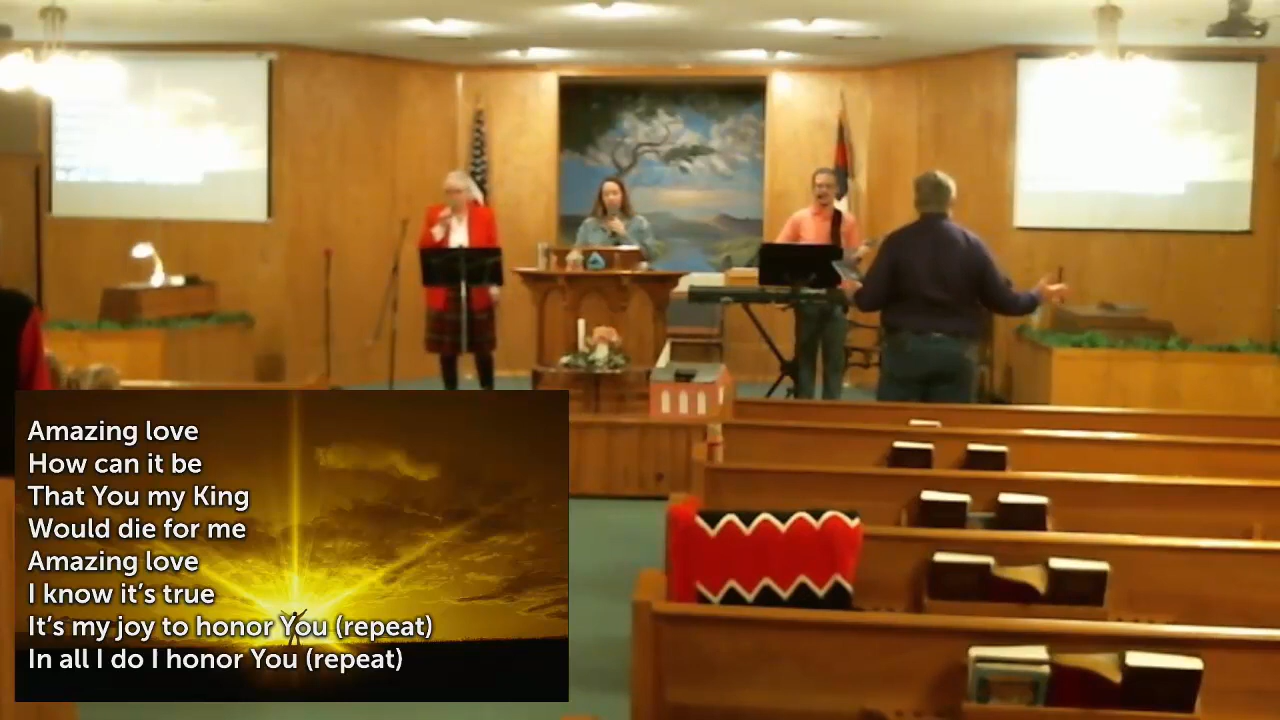 Amazing love
How can it be
That You my King
Would die for me
Amazing love
I know it's true
It's my joy to honor You (repeat)
In all I do I honor You (repeat)